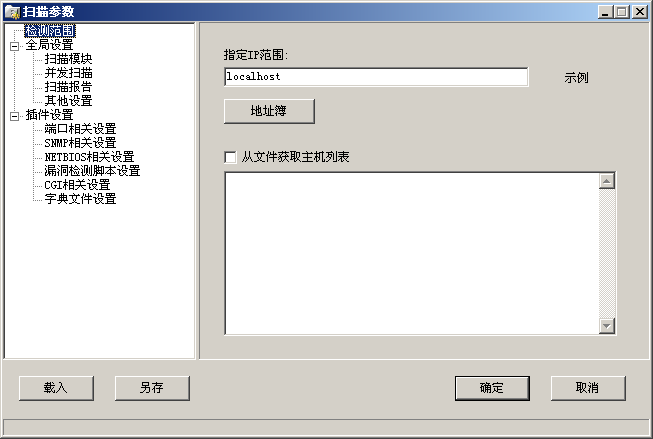 扫描参数
检测范围
全局设置
扫描模块
并发扫描
扫描报告
其他设置
插件设置
端口相关设置
SNMP相关设置
NETBIOS相关设置
漏洞检测脚本设置
CGI相关设置
字典文件设置
指定IP范围:
localhost
示例
地址簿
从文件获取主机列表
载入
另存
确定
取消